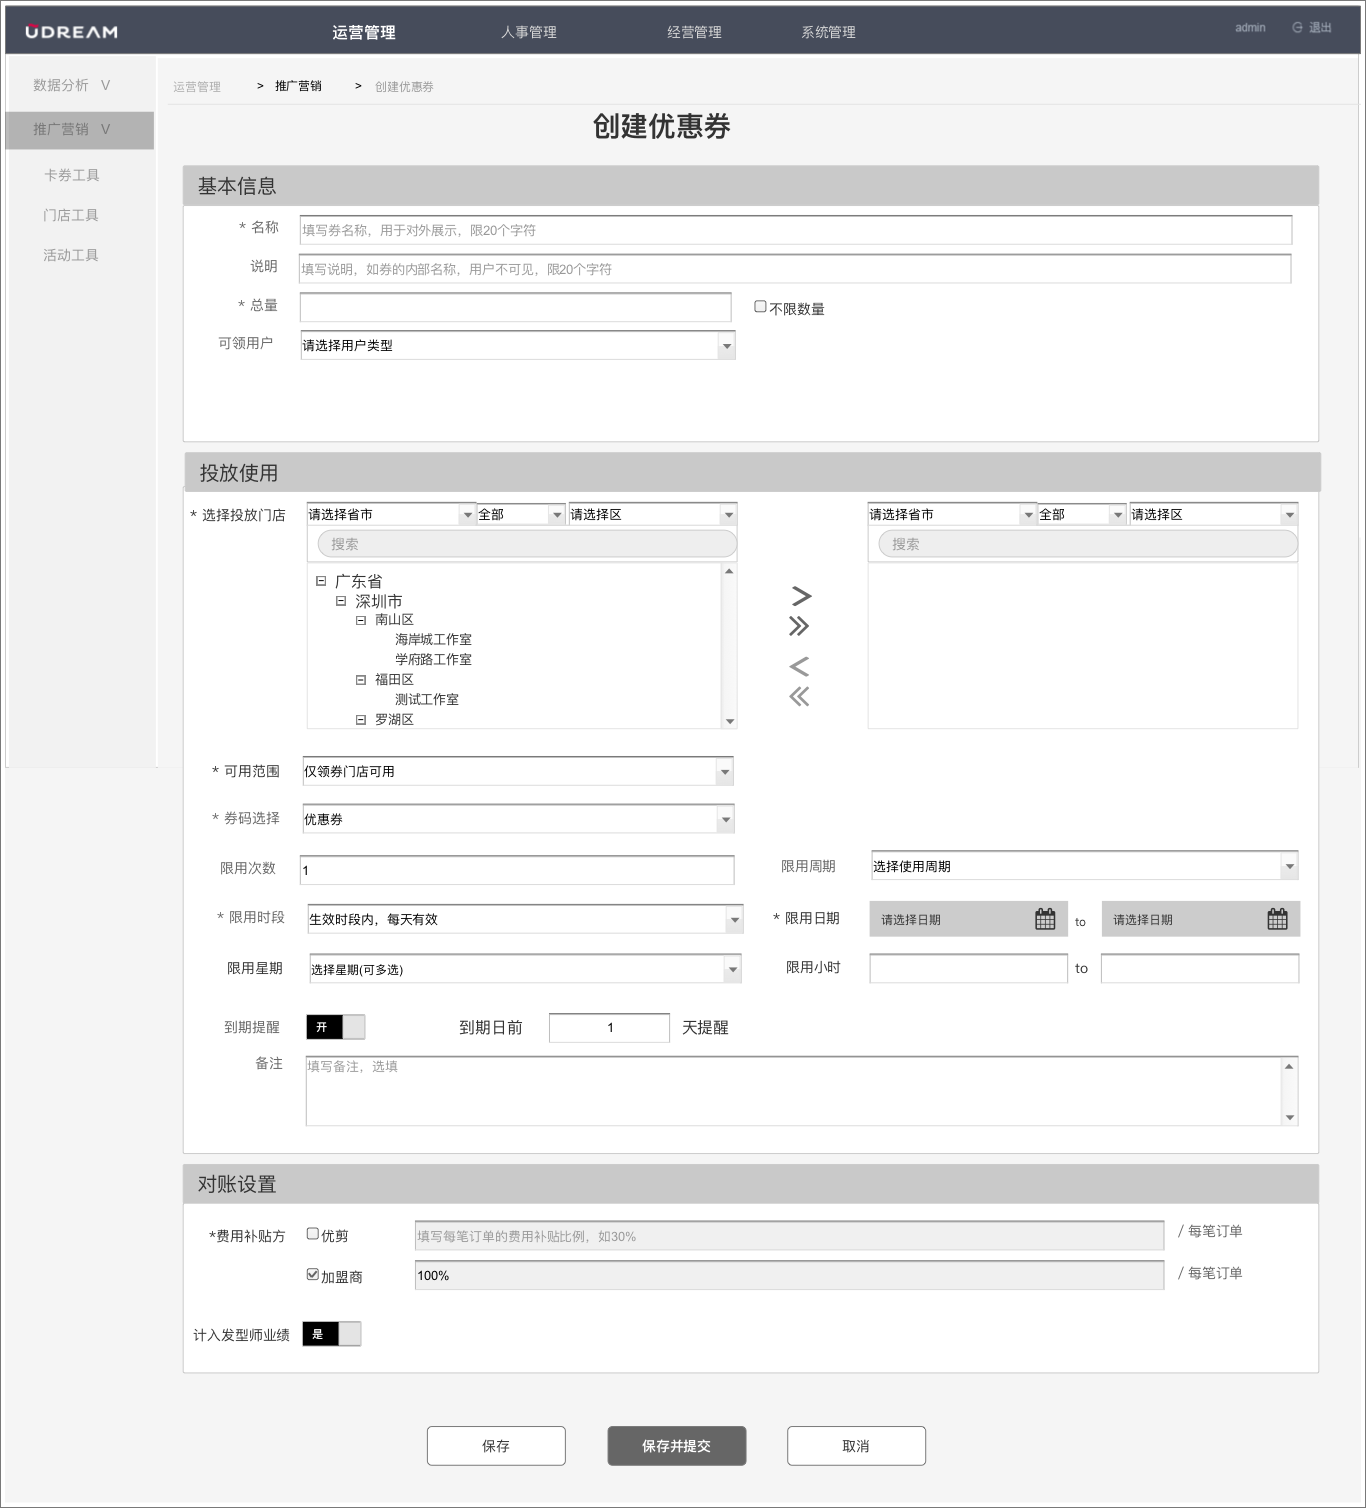 UDREAM 运营管理 人事管理 经营管理 系统管理 admin 退出
数据分析 V
推广营销 V
卡券工具
门店工具
活动工具
运营管理 > 推广营销 > 创建优惠券
创建优惠券
基本信息
* 名称 填写券名称，用于对外展示，限20个字符
说明 填写说明，如券的内部名称，用户不可见，限20个字符
* 总量 不限数量
可领用户 请选择用户类型
投放使用
* 选择投放门店 请选择省市 全部 请选择区 请选择省市 全部 请选择区
搜索 搜索
广东省
深圳市
南山区
海岸城工作室
学府路工作室
福田区
测试工作室
罗湖区
* 可用范围 仅领券门店可用
* 券码选择 优惠券
限用次数 1 限用周期 选择使用周期
* 限用时段 生效时段内，每天有效 * 限用日期 请选择日期 to 请选择日期
限用星期 选择星期(可多选) 限用小时 to
到期提醒 开 到期日前 1 天提醒
备注 填写备注，选填
对账设置
*费用补贴方 优剪 填写每笔订单的费用补贴比例，如30% / 每笔订单
加盟商 100% / 每笔订单
计入发型师业绩 是
保存 保存并提交 取消